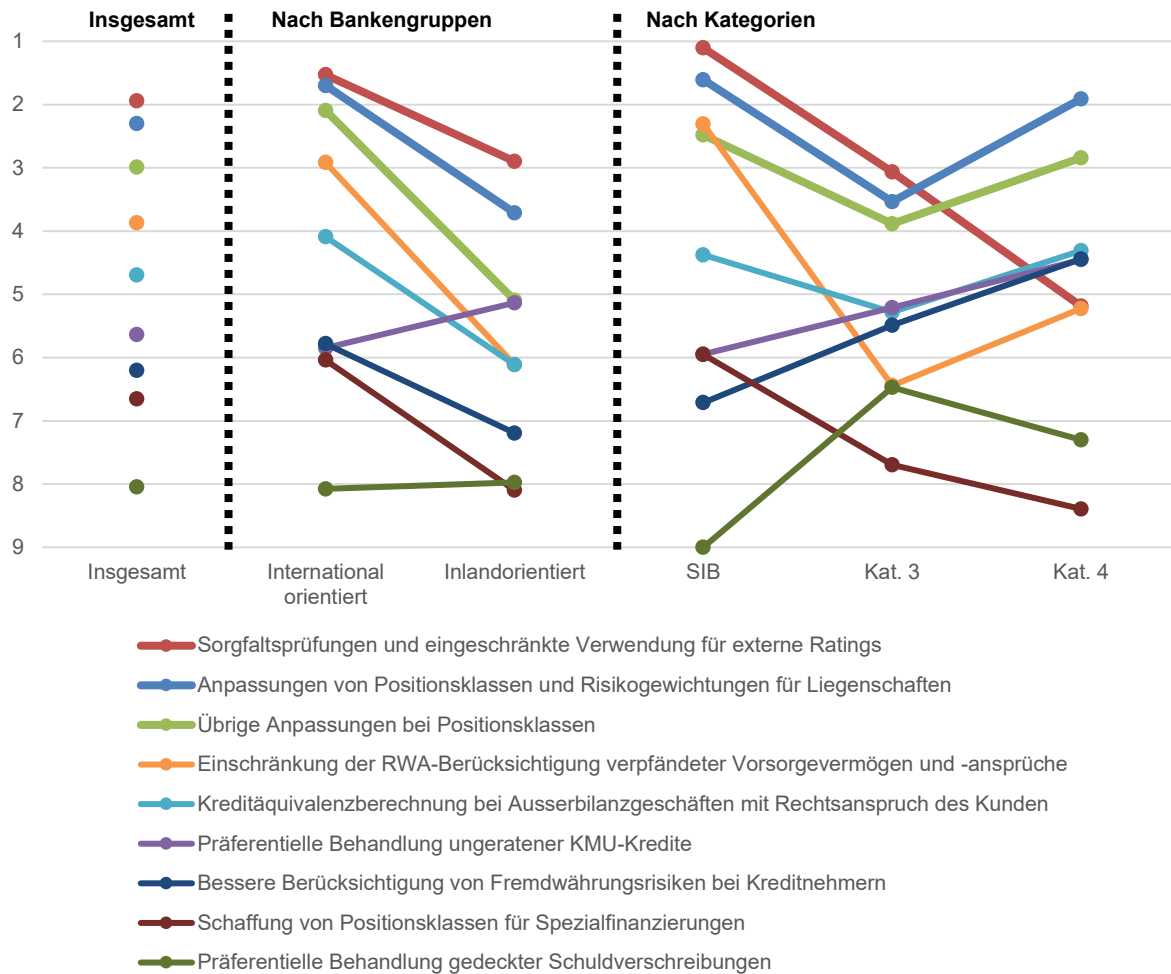 Insgesamt
Nach Bankengruppen
Nach Kategorien
1
2
3
4
5
6
7
8
9
Insgesamt
International
orientiert
Inlandorientiert
SIB
Kat. 3
Kat. 4
Sorgfaltsprüfungen und eingeschränkte Verwendung für externe Ratings
Anpassungen von Positionsklassen und Risikogewichtungen für Liegenschaften
Übrige Anpassungen bei Positionsklassen
Einschränkung der RWA-Berücksichtigung verpfändeter Vorsorgevermögen und -ansprüche
Kreditäquivalenzberechnung bei Ausserbilanzgeschäften mit Rechtsanspruch des Kunden
Präferentielle Behandlung ungeratener KMU-Kredite
Bessere Berücksichtigung von Fremdwährungsrisiken bei Kreditnehmern
Schaffung von Positionsklassen für Spezialfinanzierungen
Präferentielle Behandlung gedeckter Schuldverschreibungen